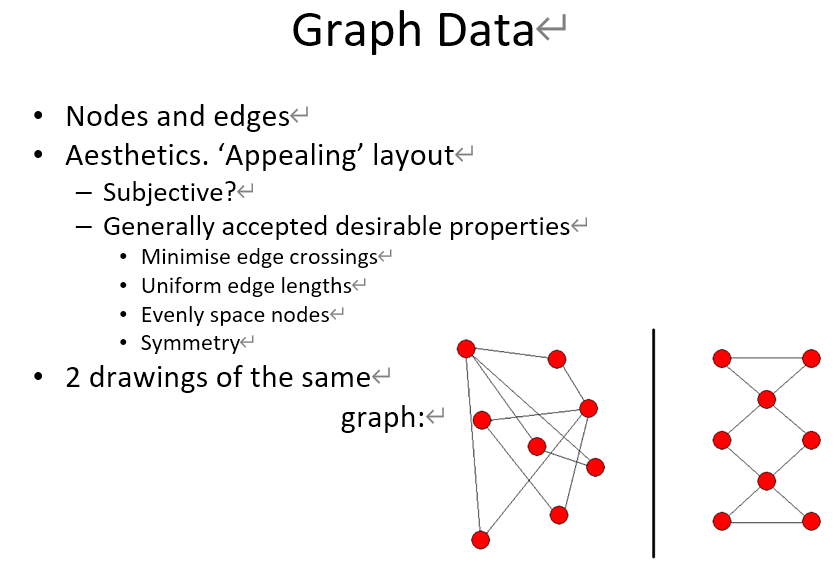 Graph Data↵
• Nodes and edges↵
• Aesthetics. ‘Appealing’ layout↵
– Subjective?↵
– Generally accepted desirable properties↵
• Minimise edge crossings↵
• Uniform edge lengths↵
• Evenly space nodes↵
• Symmetry↵
• 2 drawings of the same↵
graph:↵